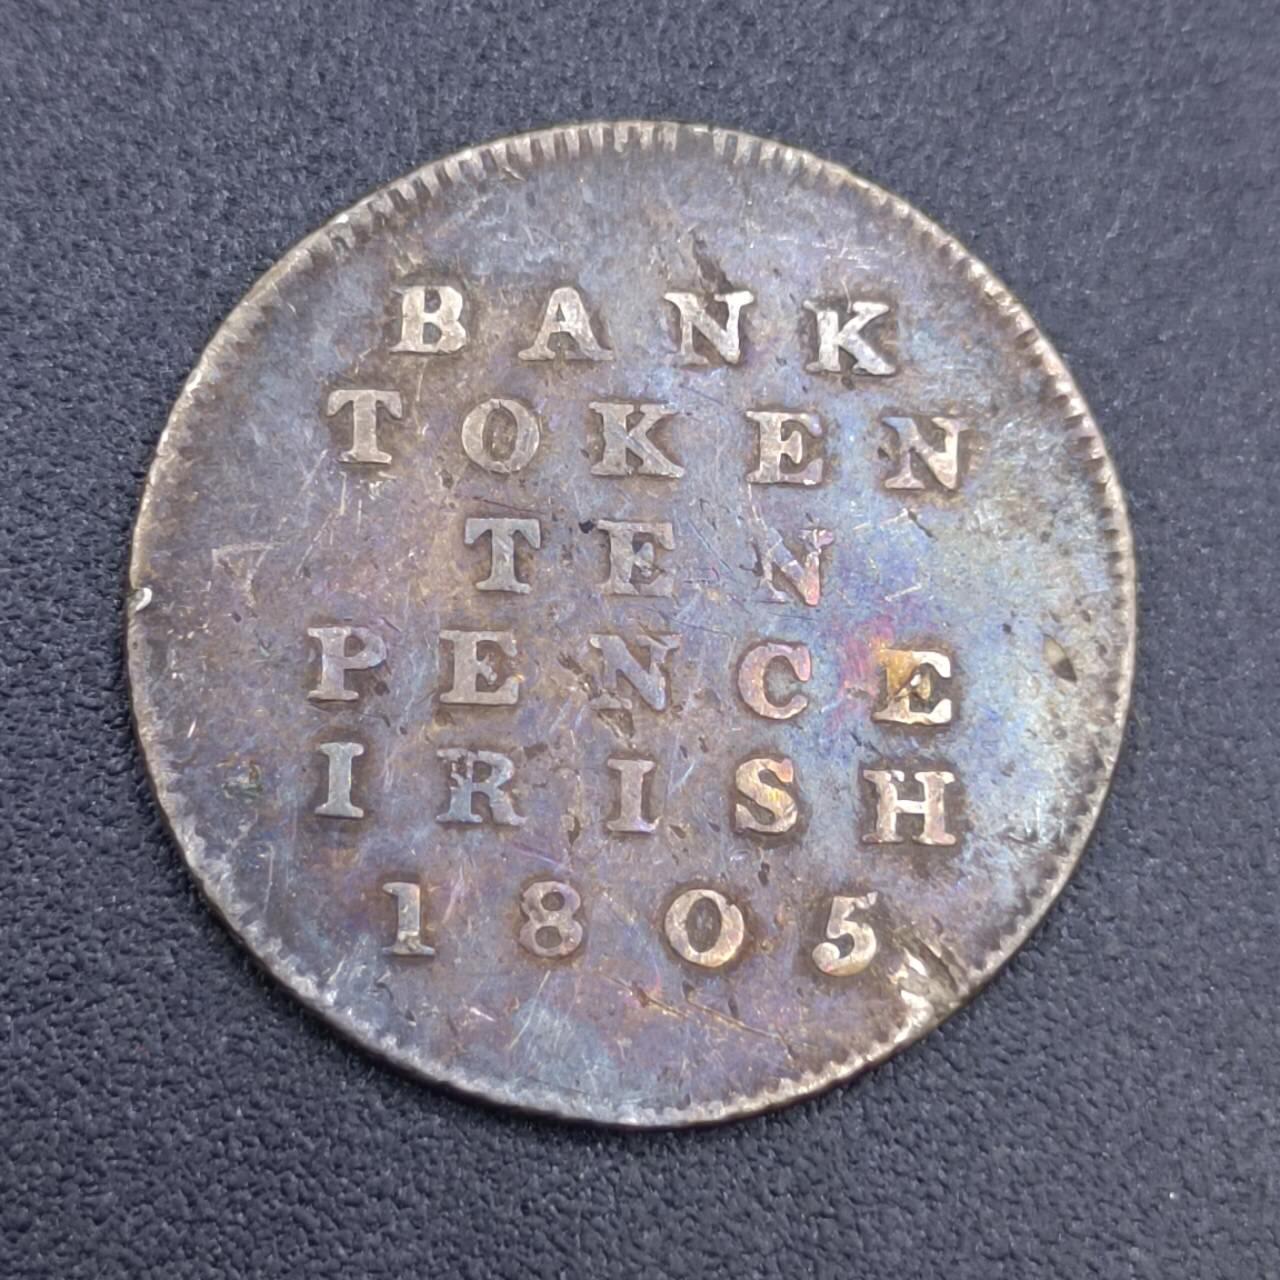 BANK
TOKEN
TEN
PENCE
IRISH
1805